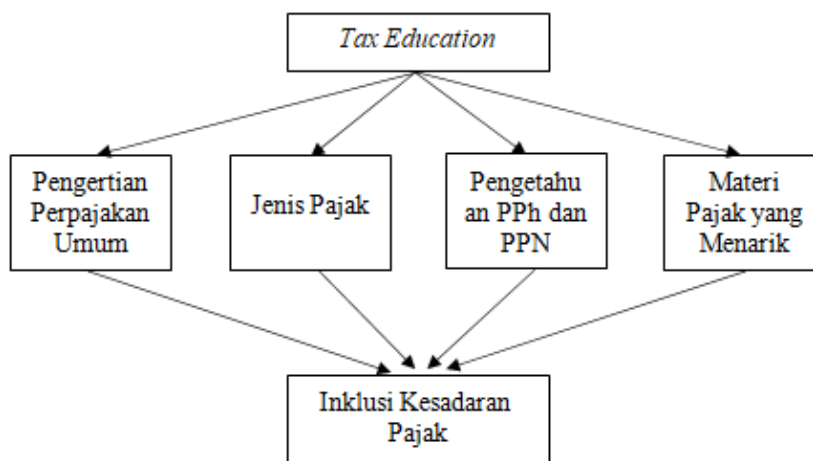 Tax Education
Pengertian
Perpajakan
Umum
Jenis Pajak
Pengetahu
an PPh dan
PPN
Materi
Pajak yang
Menarik
Inklusi Kesadaran
Pajak